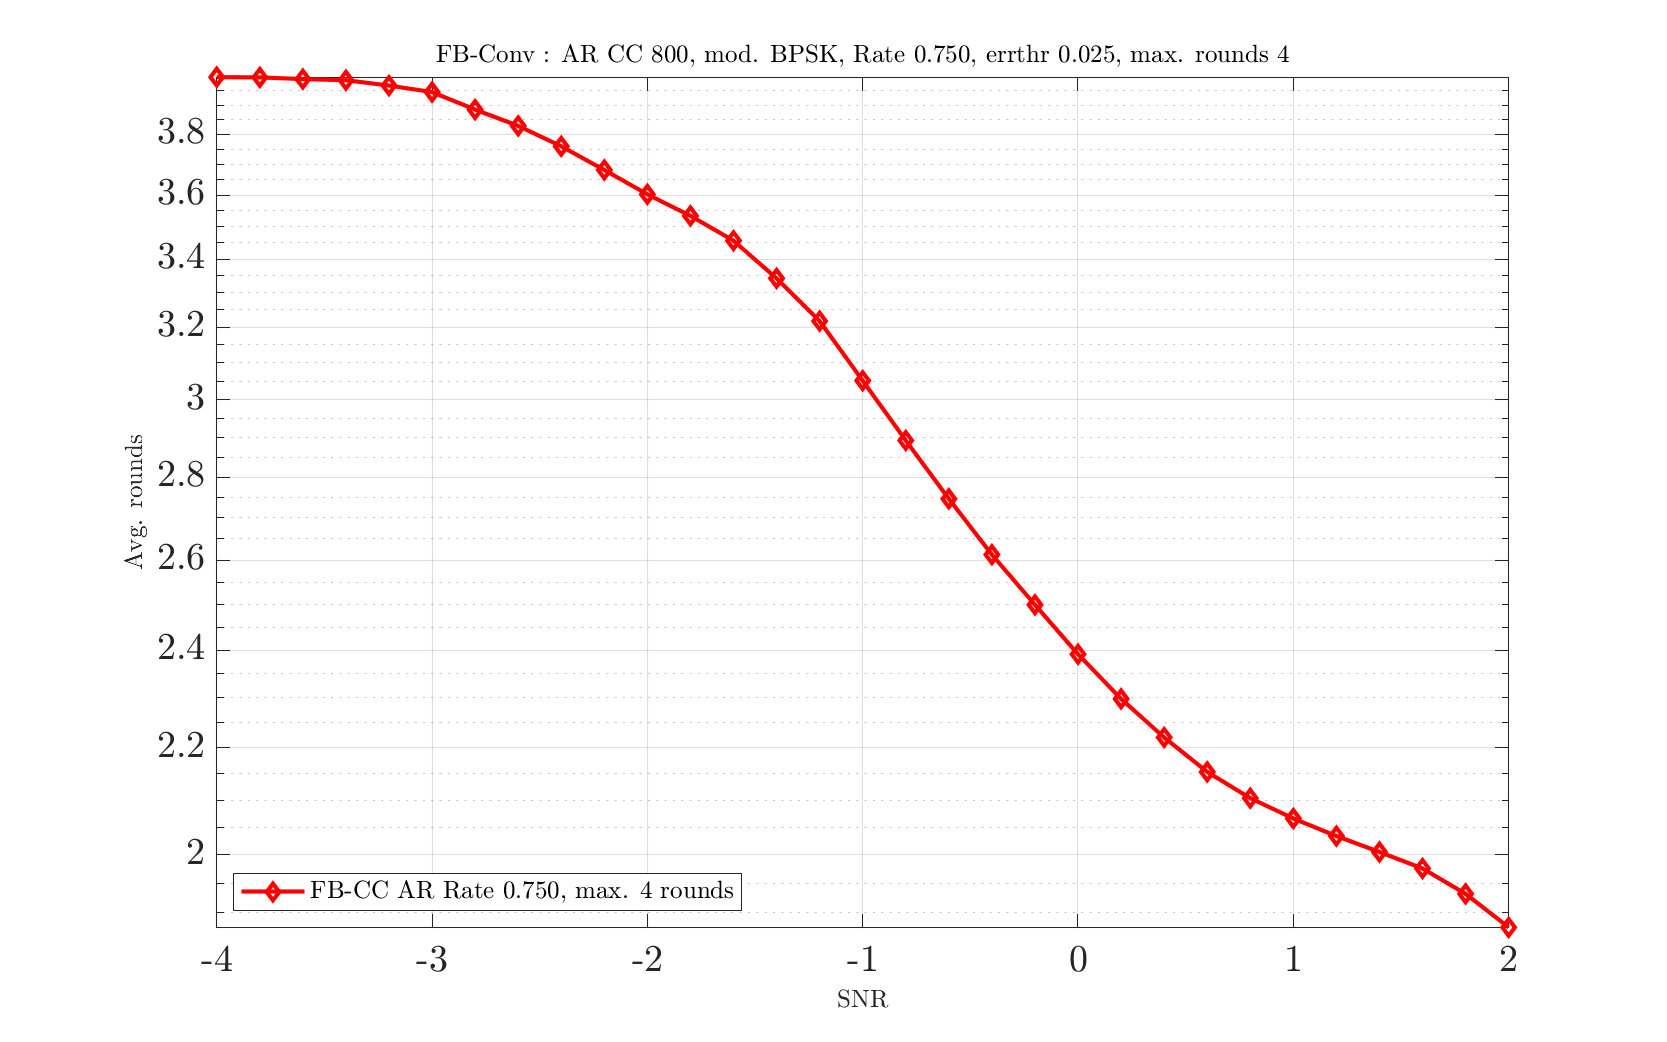 FB-Conv : AR CC 800, mod. BPSK, Rate 0.750, errthr 0.025, max. rounds 4
3.8
3.6
3.4
3.2
3
2.8
2.6
2.4
2.2
2
Avg. rounds
FB-CC AR Rate 0.750, max. 4 rounds
-4 -3 -2 -1 0 1 2
SNR